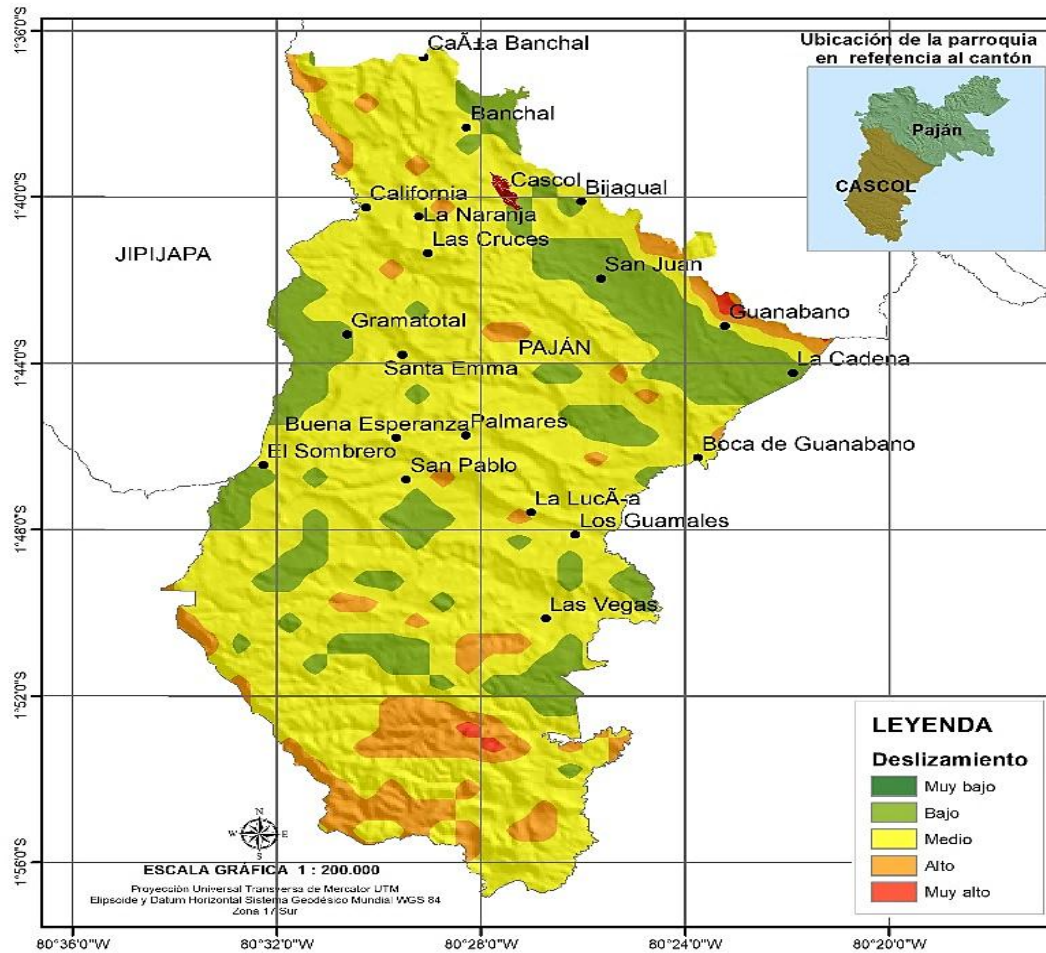 1°36'0"S
1°40'0"S
1°44'0"S
1°48'0"S
1°52'0"S
1°56'0"S
CaÃ±a Banchal
Banchal
Cascol
Bijagual
California
La Naranja
Las Cruces
JIPIJAPA
San Juan
Guanabano
Gramatotal
PAJÁN
Santa Emma
La Cadena
Buena Esperanza
Palmares
Boca de Guanabano
El Sombrero
San Pablo
La LucÃ-a
Los Guamales
Las Vegas
Ubicación de la parroquia
en referencia al cantón
Paján
CASCOL
LEYENDA
Deslizamiento
Muy bajo
Bajo
Medio
Alto
Muy alto
N
W E
S
ESCALA GRÁFICA 1 : 200.000
Proyección Universal Transversa de Mercator UTM
Elipsoide y Datum Horizontal Sistema Geodésico Mundial WGS 84
Zona 17 Sur
80°36'0"W 80°32'0"W 80°28'0"W 80°24'0"W 80°20'0"W